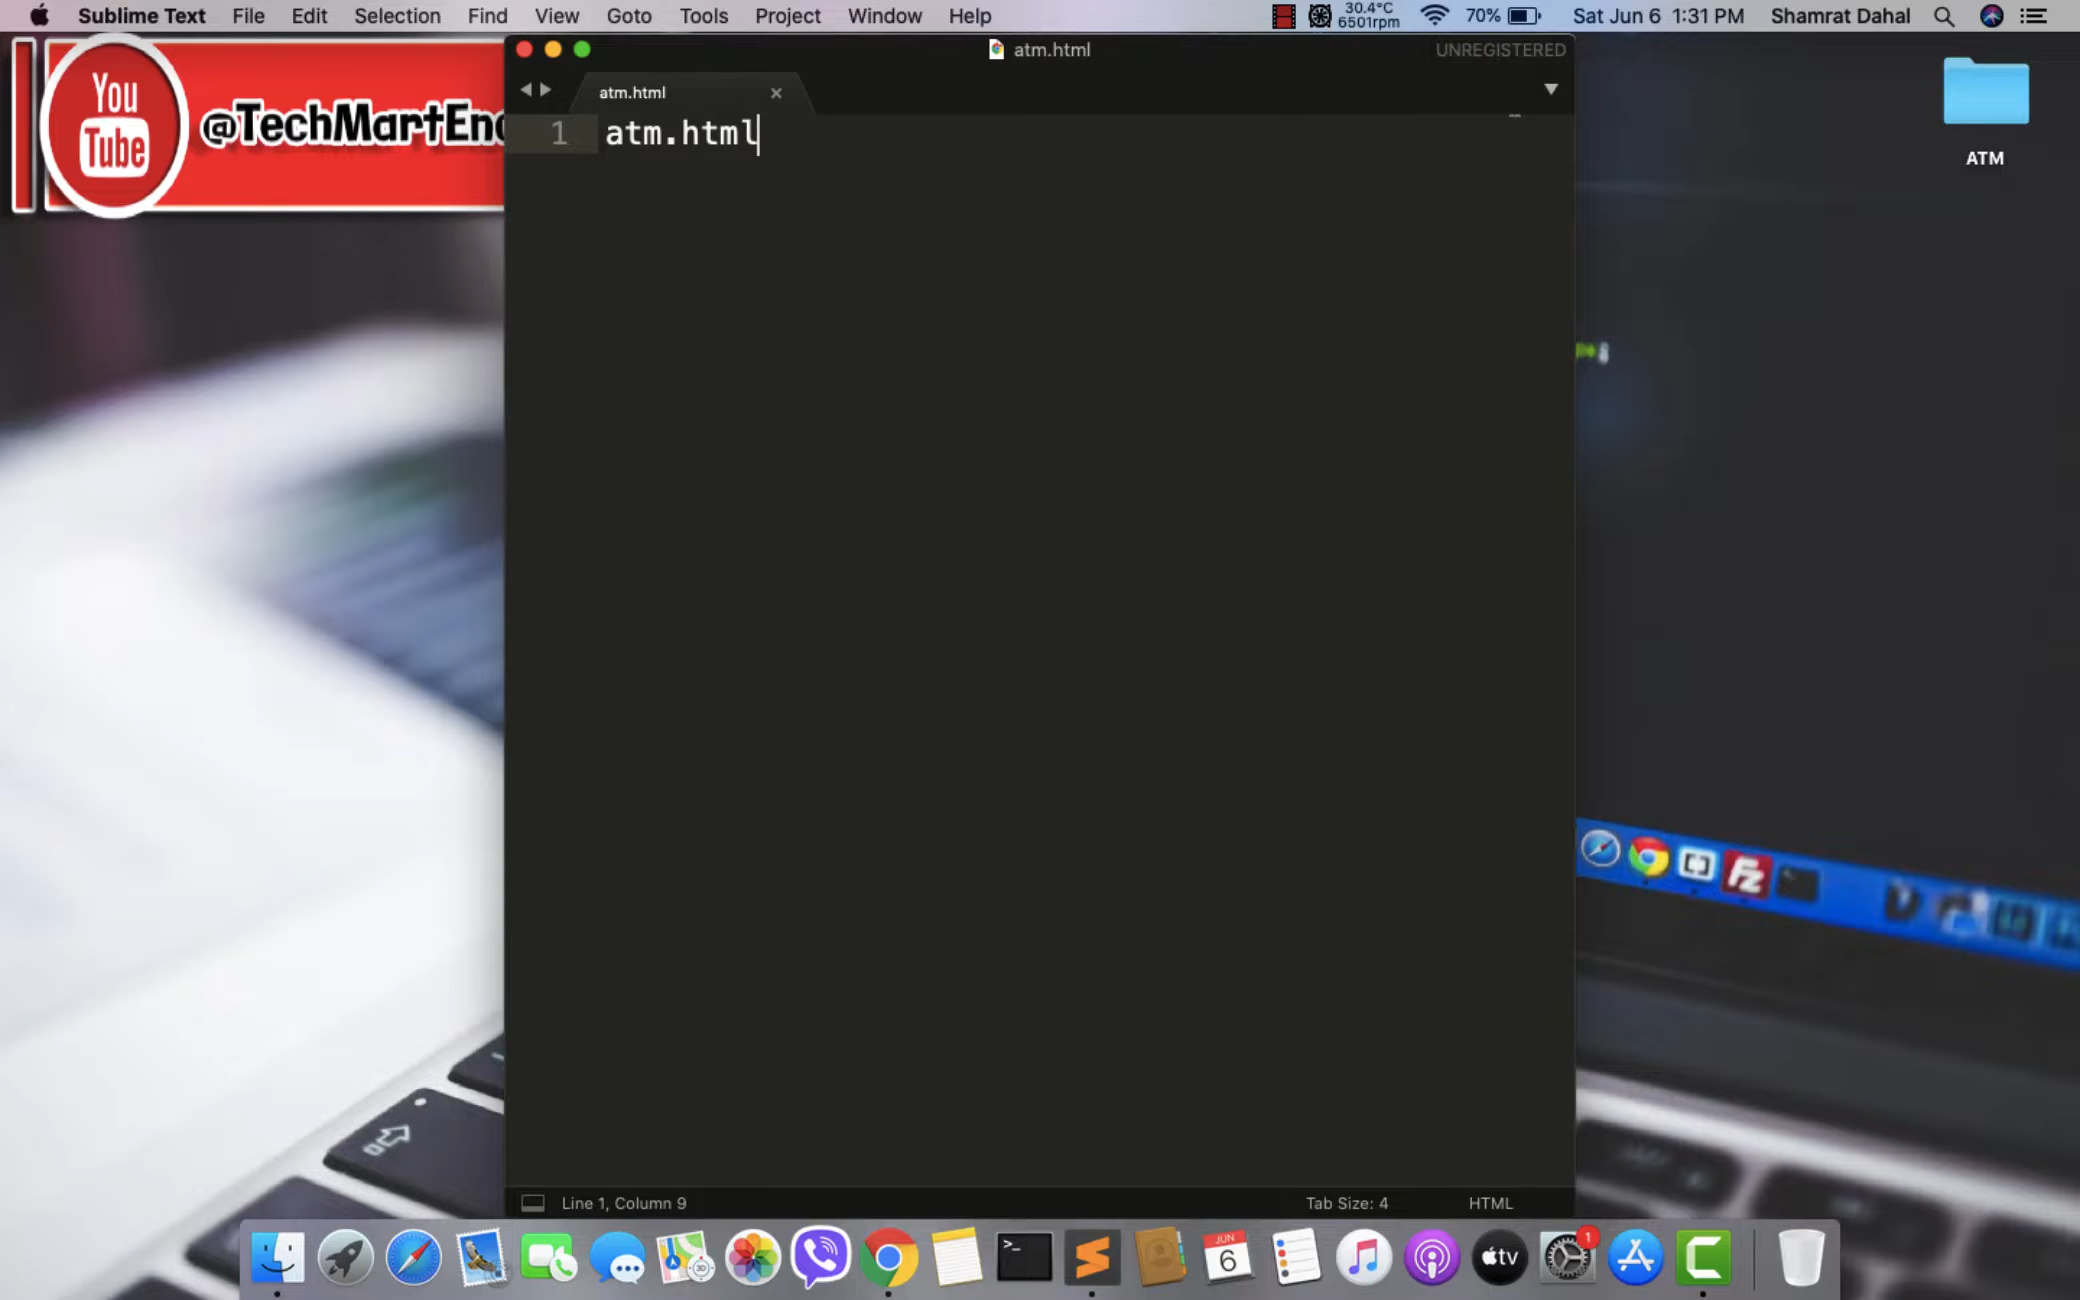 Sublime Text File Edit Selection Find View Goto Tools Project Window Help 30.4°C 6501rpm 70% Sat Jun 6 1:31 PM Shamrat Dahal
You
Tube
@TechMartEn
atm.html
UNREGISTERED
atm.html
1 atm.html
ATM
Line 1, Column 9
Tab Size: 4
HTML
3D
>_
JUN
6
tv
1